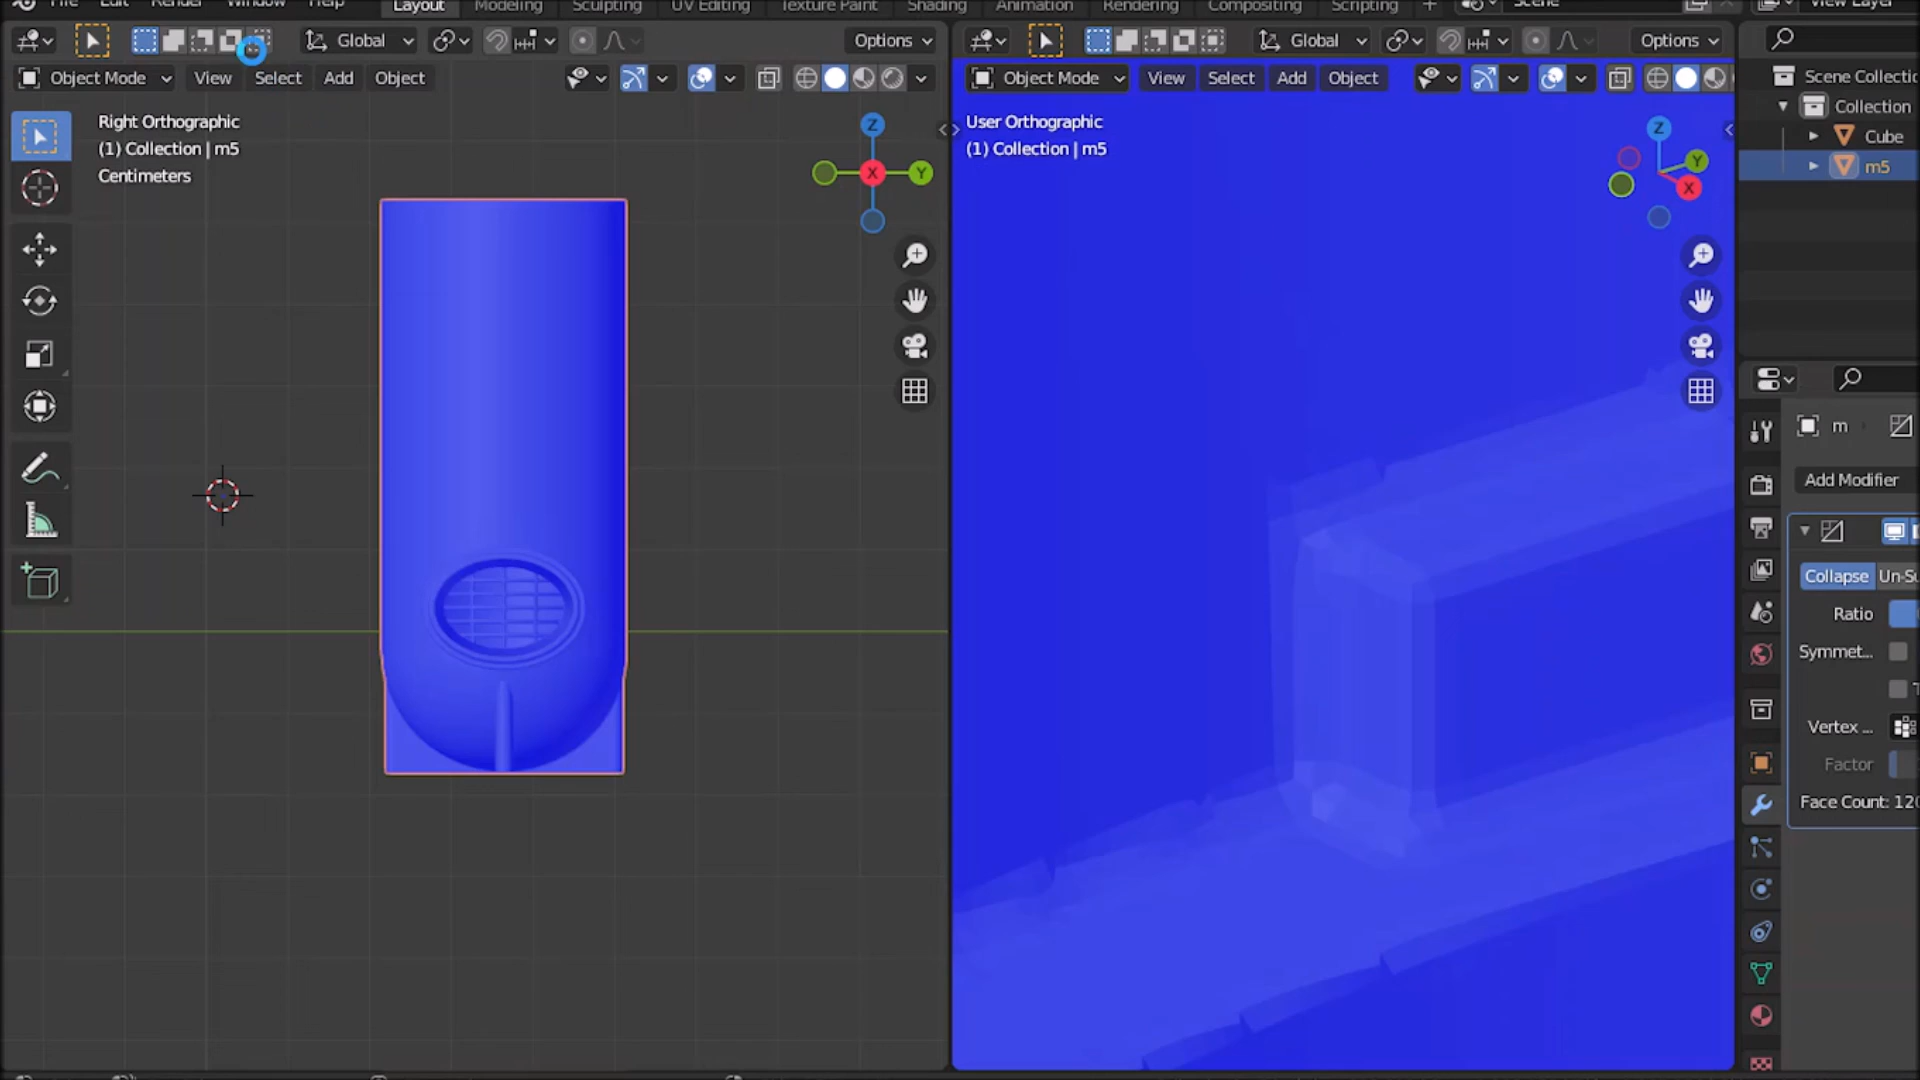 File Edit Render Window Help
Layout Modeling Sculpting UV Editing Texture Paint Shading Animation Rendering Compositing Scripting + Scene View Layer
Global Options
Object Mode View Select Add Object
Right Orthographic
(1) Collection | m5
Centimeters
Z
X
Y
Global Options
Object Mode View Select Add Object
User Orthographic
(1) Collection | m5
Z
Y
X
Scene Collectic
Collection
Cube
m5
m
Add Modifier
Collapse Un-Su
Ratio
Symmet...
T
Vertex ...
Factor
Face Count: 120